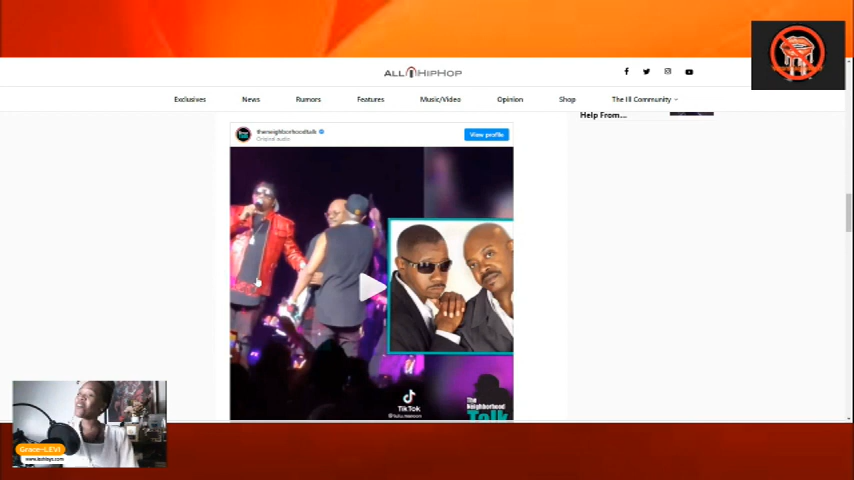 ALLHIPHOP
Exclusives News Rumors Features Music/Video Opinion Shop The Ill Community
Help From...
theneighborhoodtalk
Original audio
View profile
TikTok
The
Neighborhood
Talk
Grace-LEVI